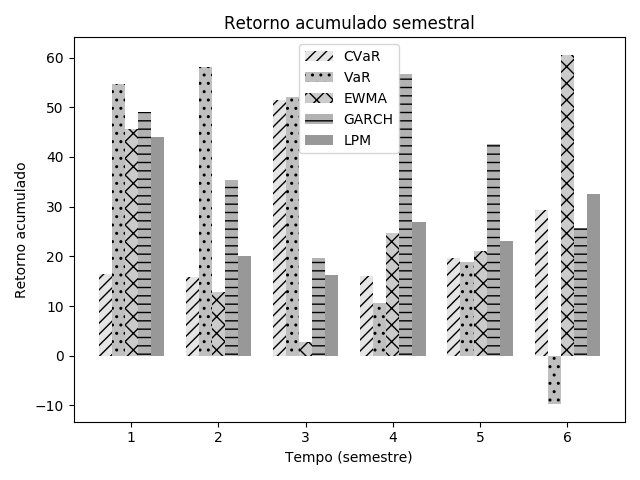 Retorno acumulado semestral
CVaR
VaR
EWMA
GARCH
LPM
Retorno acumulado
60
50
40
30
20
10
0
−10
1 2 3 4 5 6
Tempo (semestre)